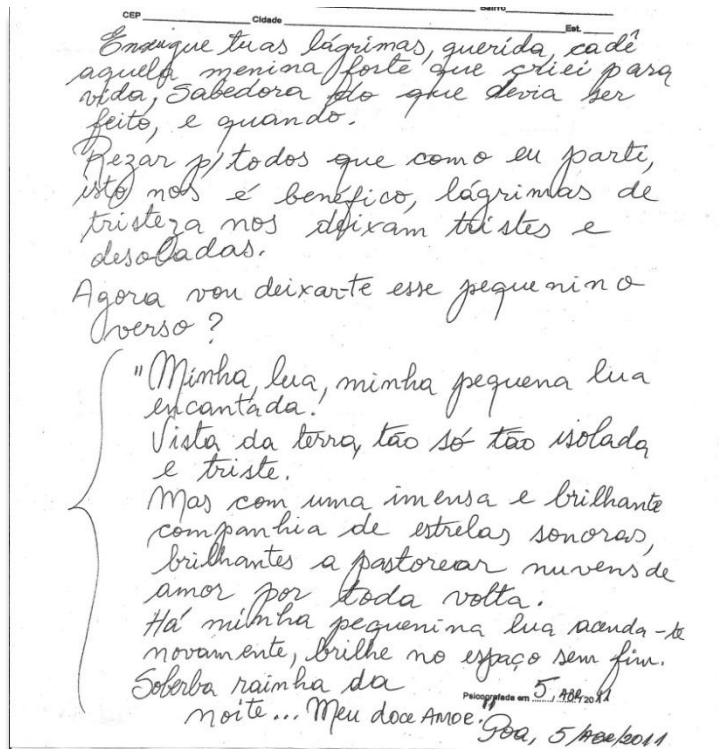 CEP Cidade Bairro Est.
Enxugue tuas lágrimas, querida, cadê
aquela menina forte que criei para
vida, Sabedora do que devia ser
feito, e quando.
Rezar p/ todos que como eu parti,
isto nos é benéfico, lágrimas de
tristeza nos deixam tristes e
desoladas.
Agora vou deixar-te esse pequenino
verso?
"Minha, lua, minha pequena lua
encantada!
Vista da terra, tão só tão isolada
e triste.
Mas com uma imensa e brilhante
companhia de estrelas sonoras,
brilhantes a pastorear nuvens de
amor por toda volta.
Há minha pequenina lua acenda-te
novamente, brilhe no espaço sem fim.
Soberba rainha da
noite... Meu doce Amor."
Psicografada em 5, ABR, 2011
5/ABR/2011